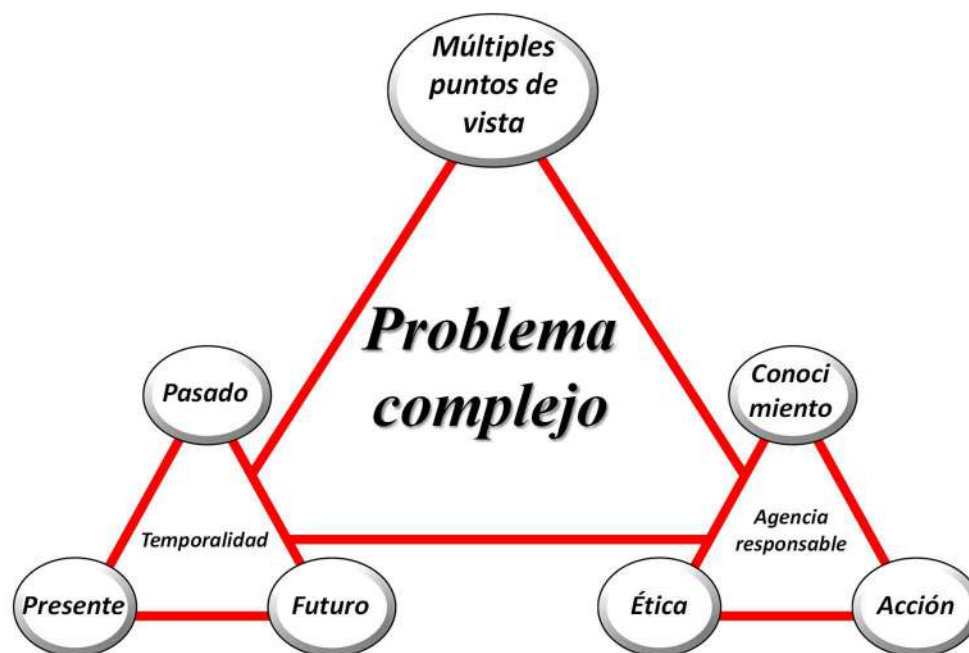 Múltiples
puntos de
vista
Problema
complejo
Pasado
Conoci
miento
Temporalidad
Agencia
responsable
Presente
Futuro
Ética
Acción